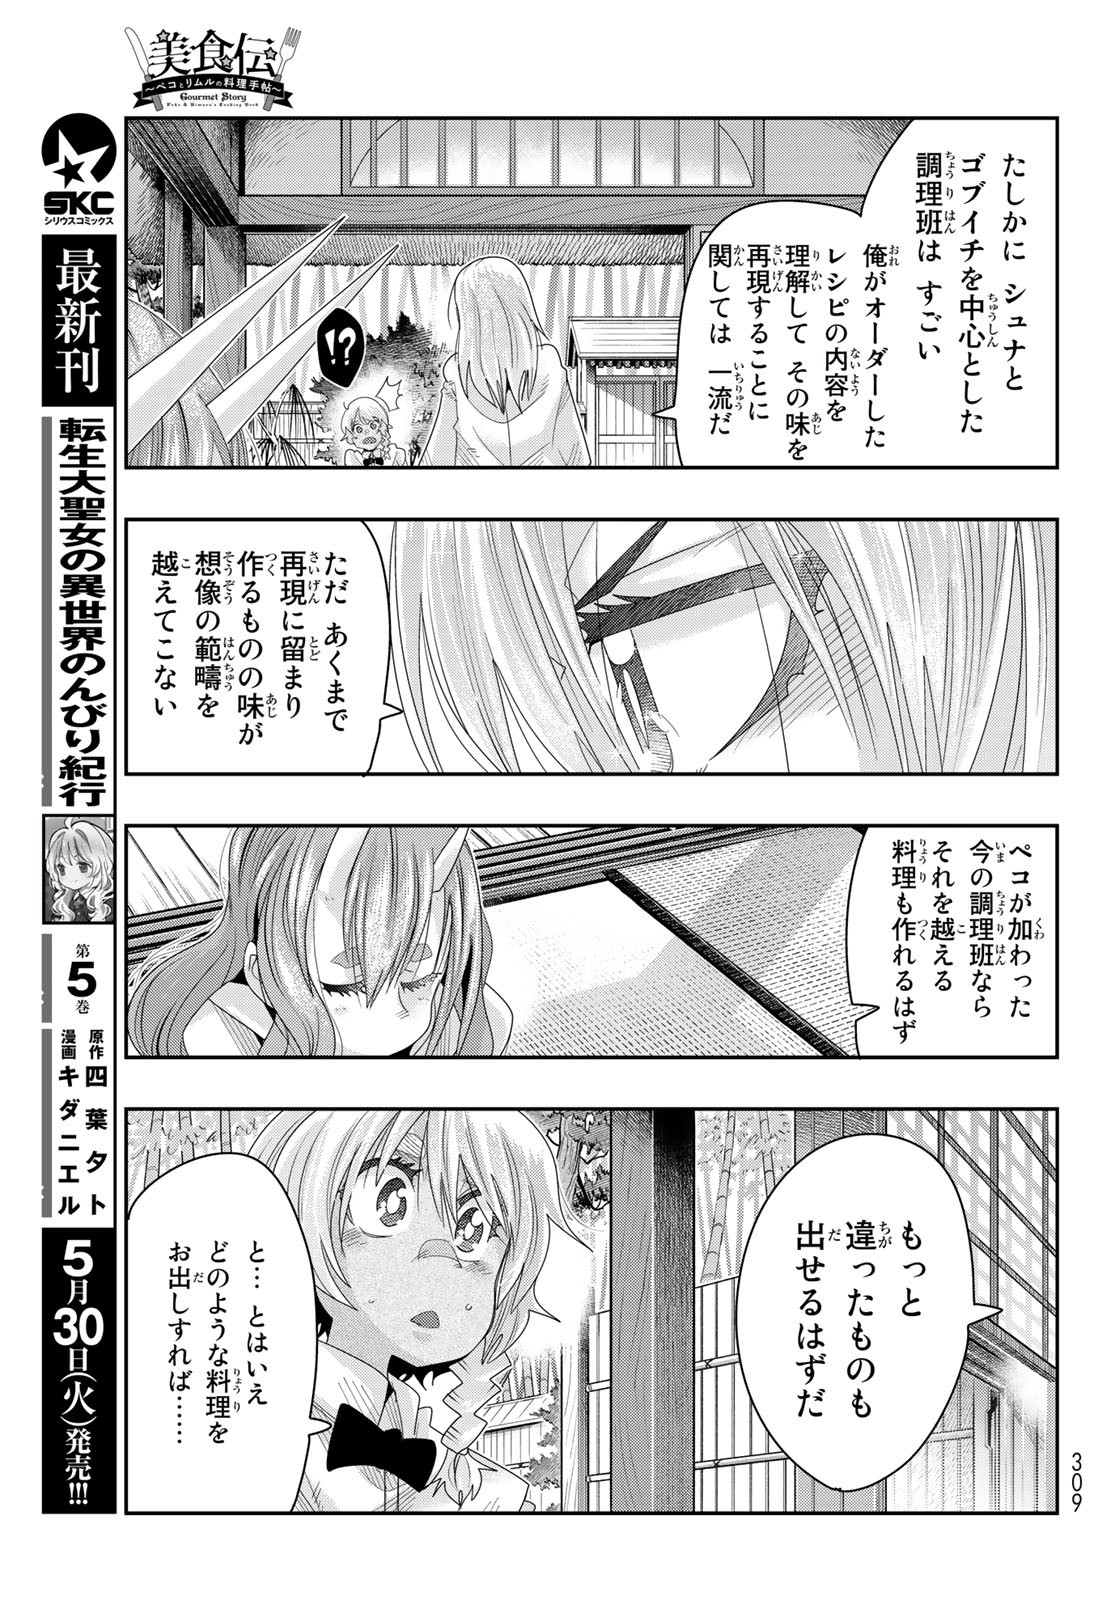 美食伝
～ペコとリムルの料理手帖～
Gourmet Story
Peko & Rimuru's Cooking Book
たしかに シュナと
ゴブイチを中心とした
調理班は すごい
俺がオーダーした
レシピの内容を
理解して その味を
再現することに
関しては 一流だ
!?
ただ あくまで
再現に留まり
作るものの味が
想像の範疇を
越えてこない
ペコが加わった
今の調理班なら
それを越える
料理も作れるはず
もっと
違ったものも
出せるはずだ
と… とはいえ
どのような料理を
お出しすれば……
SKC
シリウスコミックス
最新刊
転生大聖女の異世界のんびり紀行
第5巻
原作 四葉夕卜
漫画 キダニエル
5月30日(火)発売!!!
309